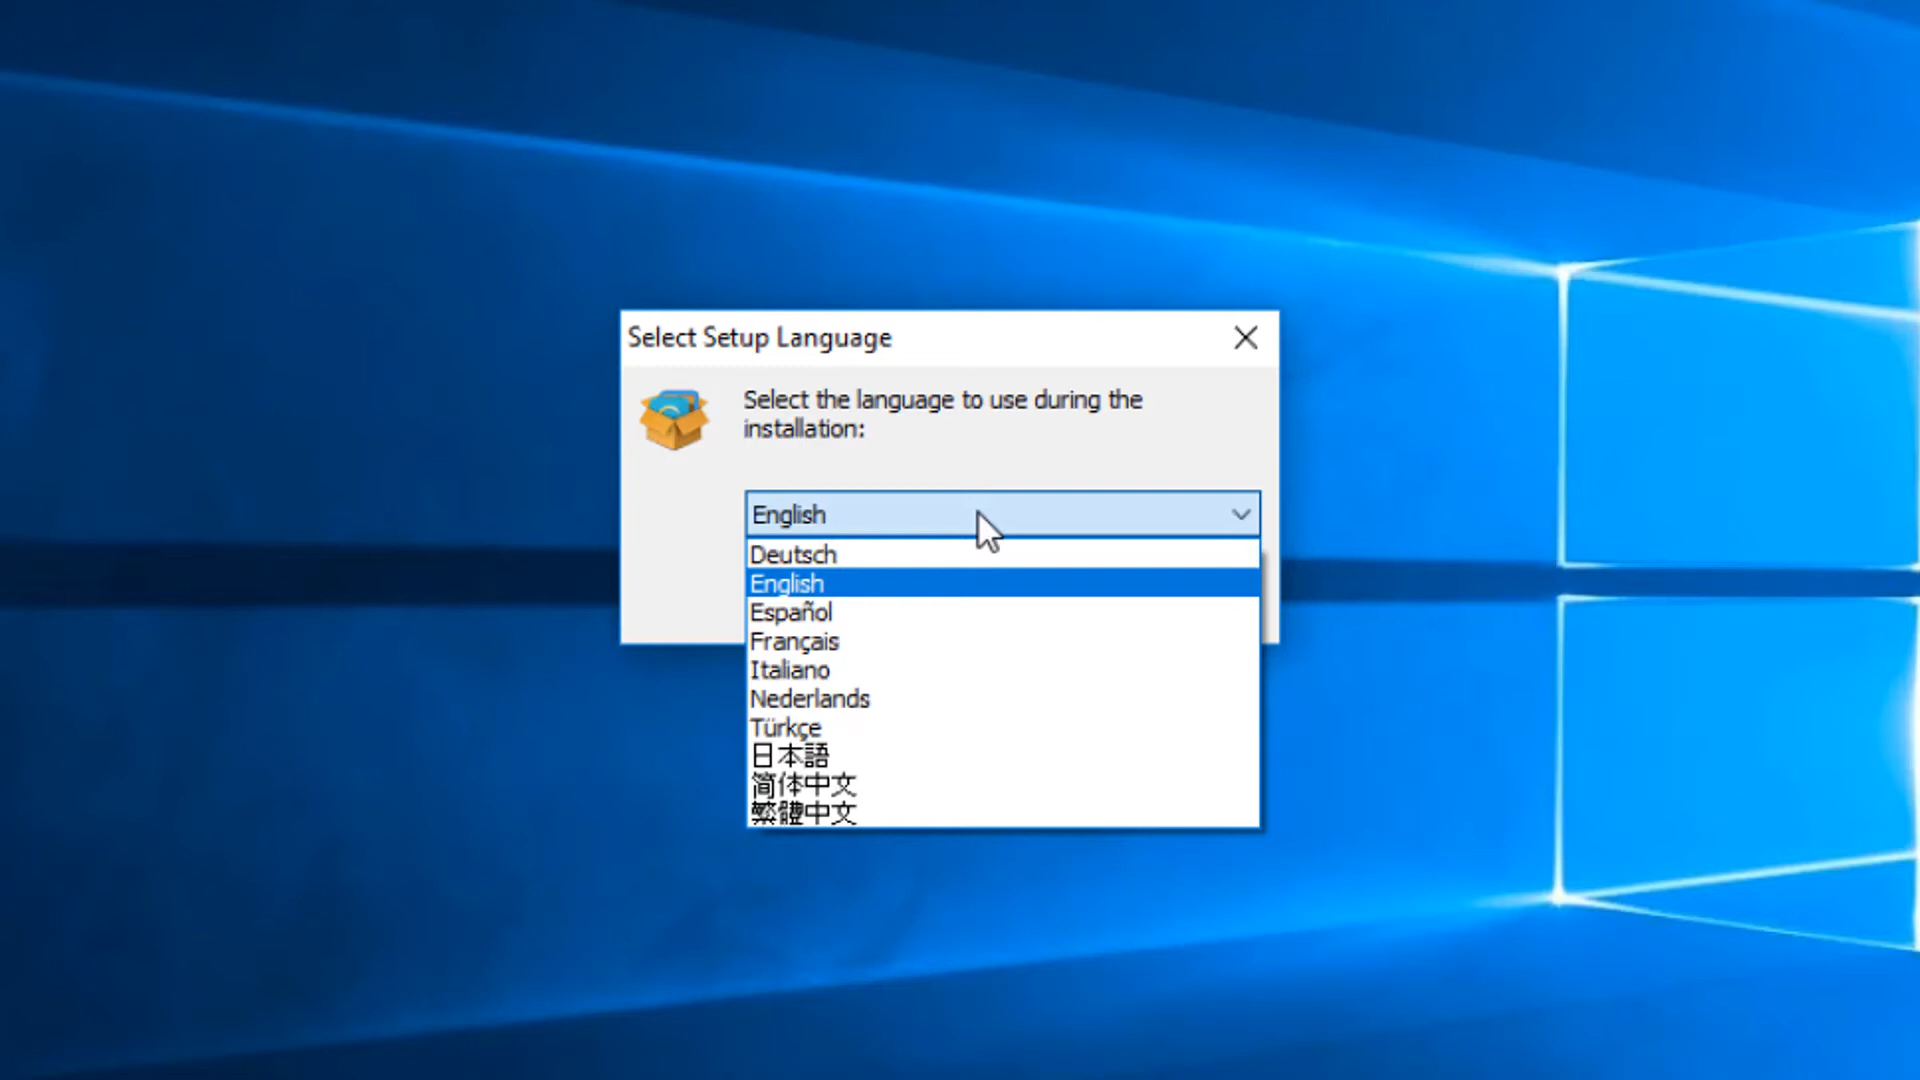 Select Setup Language
Select the language to use during the
installation:
English
Deutsch
English
Español
Français
Italiano
Nederlands
Türkçe
日本語
简体中文
繁體中文